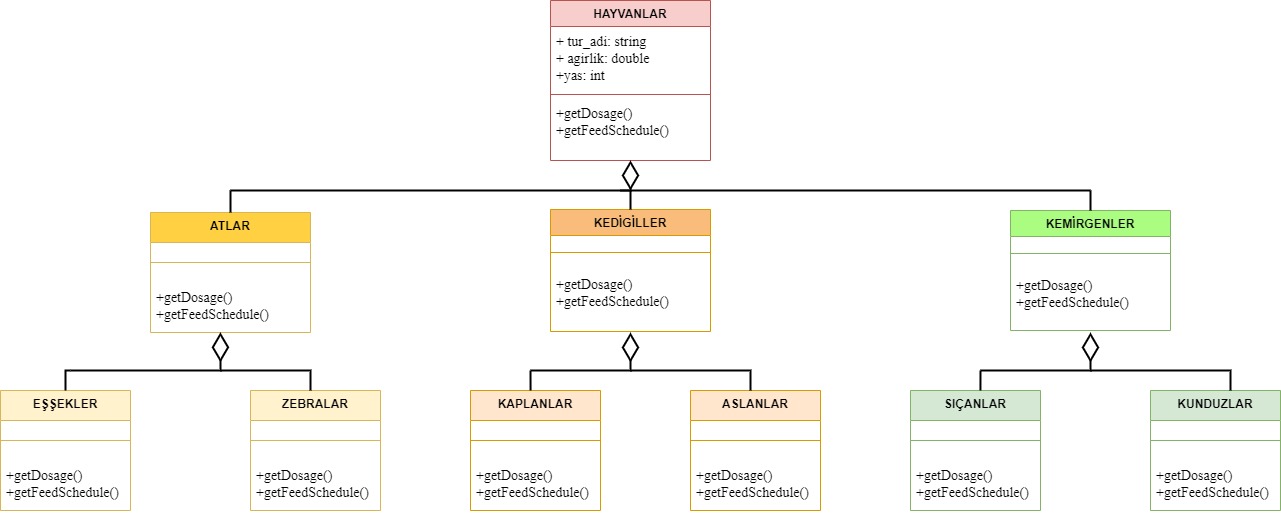 HAYVANLAR
+ tur_adi: string
+ agirlik: double
+yas: int
+getDosage()
+getFeedSchedule()
ATLAR
+getDosage()
+getFeedSchedule()
KEDİGİLLER
+getDosage()
+getFeedSchedule()
KEMİRGENLER
+getDosage()
+getFeedSchedule()
EŞŞEKLER
+getDosage()
+getFeedSchedule()
ZEBRALAR
+getDosage()
+getFeedSchedule()
KAPLANLAR
+getDosage()
+getFeedSchedule()
ASLANLAR
+getDosage()
+getFeedSchedule()
SIÇANLAR
+getDosage()
+getFeedSchedule()
KUNDUZLAR
+getDosage()
+getFeedSchedule()